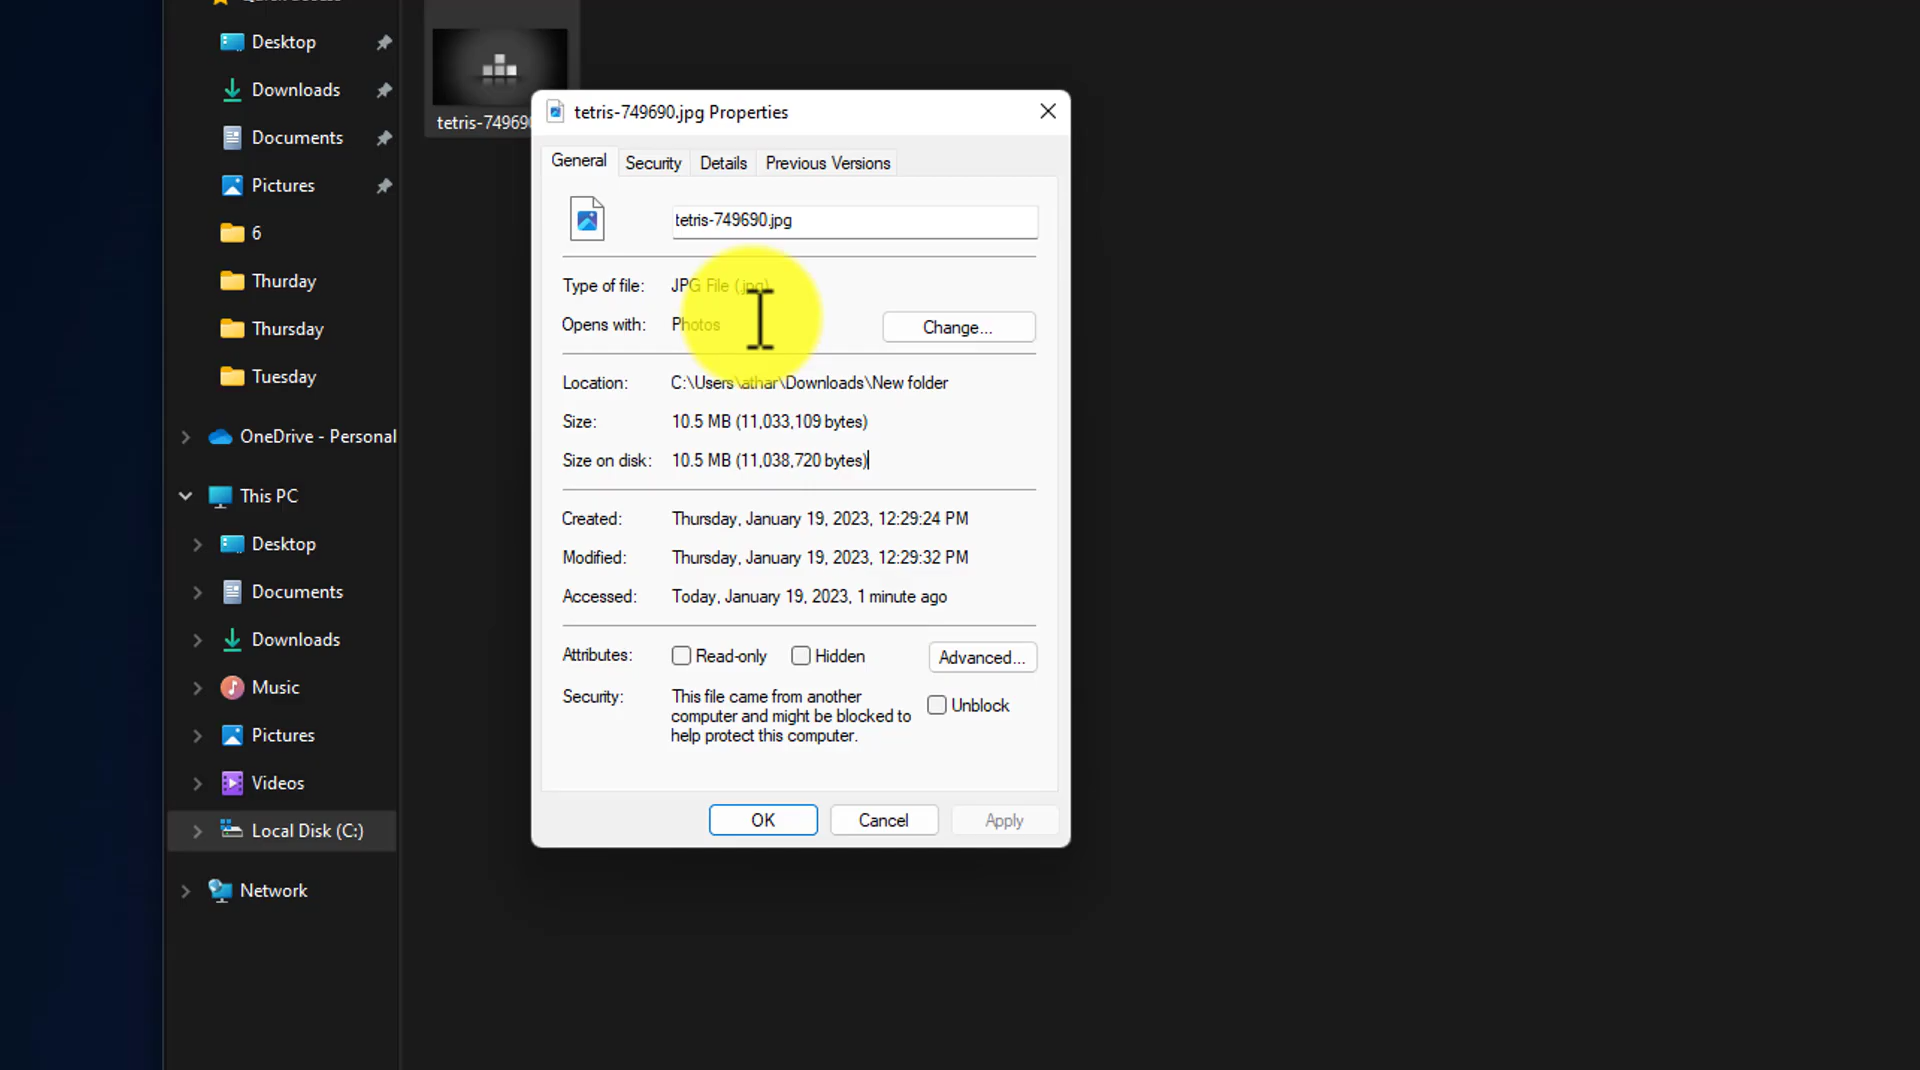 Desktop
Downloads
Documents
Pictures
6
Thurday
Thursday
Tuesday
OneDrive - Personal
This PC
Desktop
Documents
Downloads
Music
Pictures
Videos
Local Disk (C:)
Network
tetris-749690
tetris-749690.jpg Properties
General
Security
Details
Previous Versions
tetris-749690.jpg
Type of file: JPG File (.jpg)
Opens with: Photos
Change...
Location: C:\Users\athar\Downloads\New folder
Size: 10.5 MB (11,033,109 bytes)
Size on disk: 10.5 MB (11,038,720 bytes)
Created: Thursday, January 19, 2023, 12:29:24 PM
Modified: Thursday, January 19, 2023, 12:29:32 PM
Accessed: Today, January 19, 2023, 1 minute ago
Attributes: Read-only Hidden Advanced...
Security: This file came from another
computer and might be blocked to
help protect this computer.
Unblock
OK
Cancel
Apply